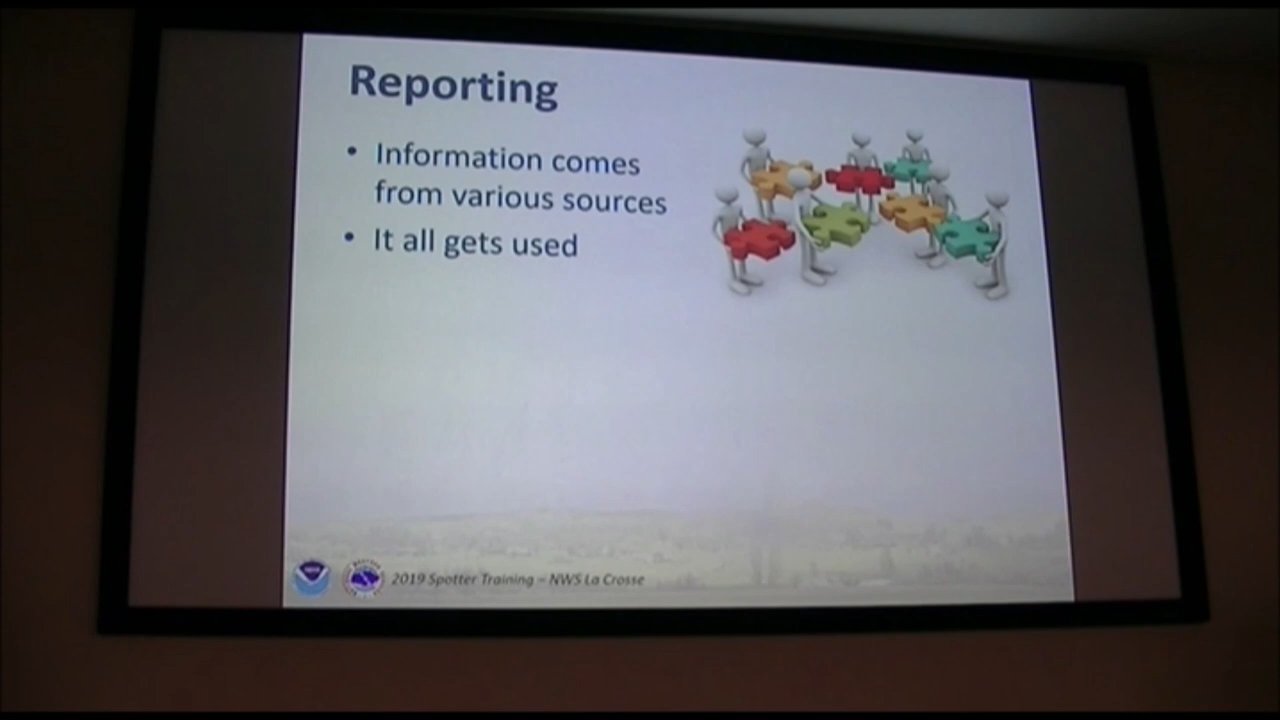 Reporting
• Information comes
from various sources
• It all gets used
2019 Spotter Training – NWS La Crosse